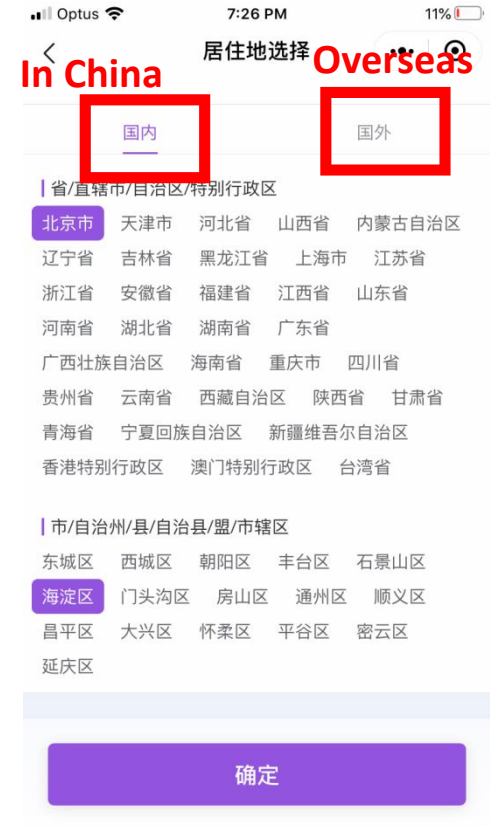 Optus 7:26 PM 11%
居住地选择
In China Overseas
国内 国外
省/直辖市/自治区/特别行政区
北京市 天津市 河北省 山西省 内蒙古自治区
辽宁省 吉林省 黑龙江省 上海市 江苏省
浙江省 安徽省 福建省 江西省 山东省
河南省 湖北省 湖南省 广东省
广西壮族自治区 海南省 重庆市 四川省
贵州省 云南省 西藏自治区 陕西省 甘肃省
青海省 宁夏回族自治区 新疆维吾尔自治区
香港特别行政区 澳门特别行政区 台湾省
市/自治州/县/自治县/盟/市辖区
东城区 西城区 朝阳区 丰台区 石景山区
海淀区 门头沟区 房山区 通州区 顺义区
昌平区 大兴区 怀柔区 平谷区 密云区
延庆区
确定